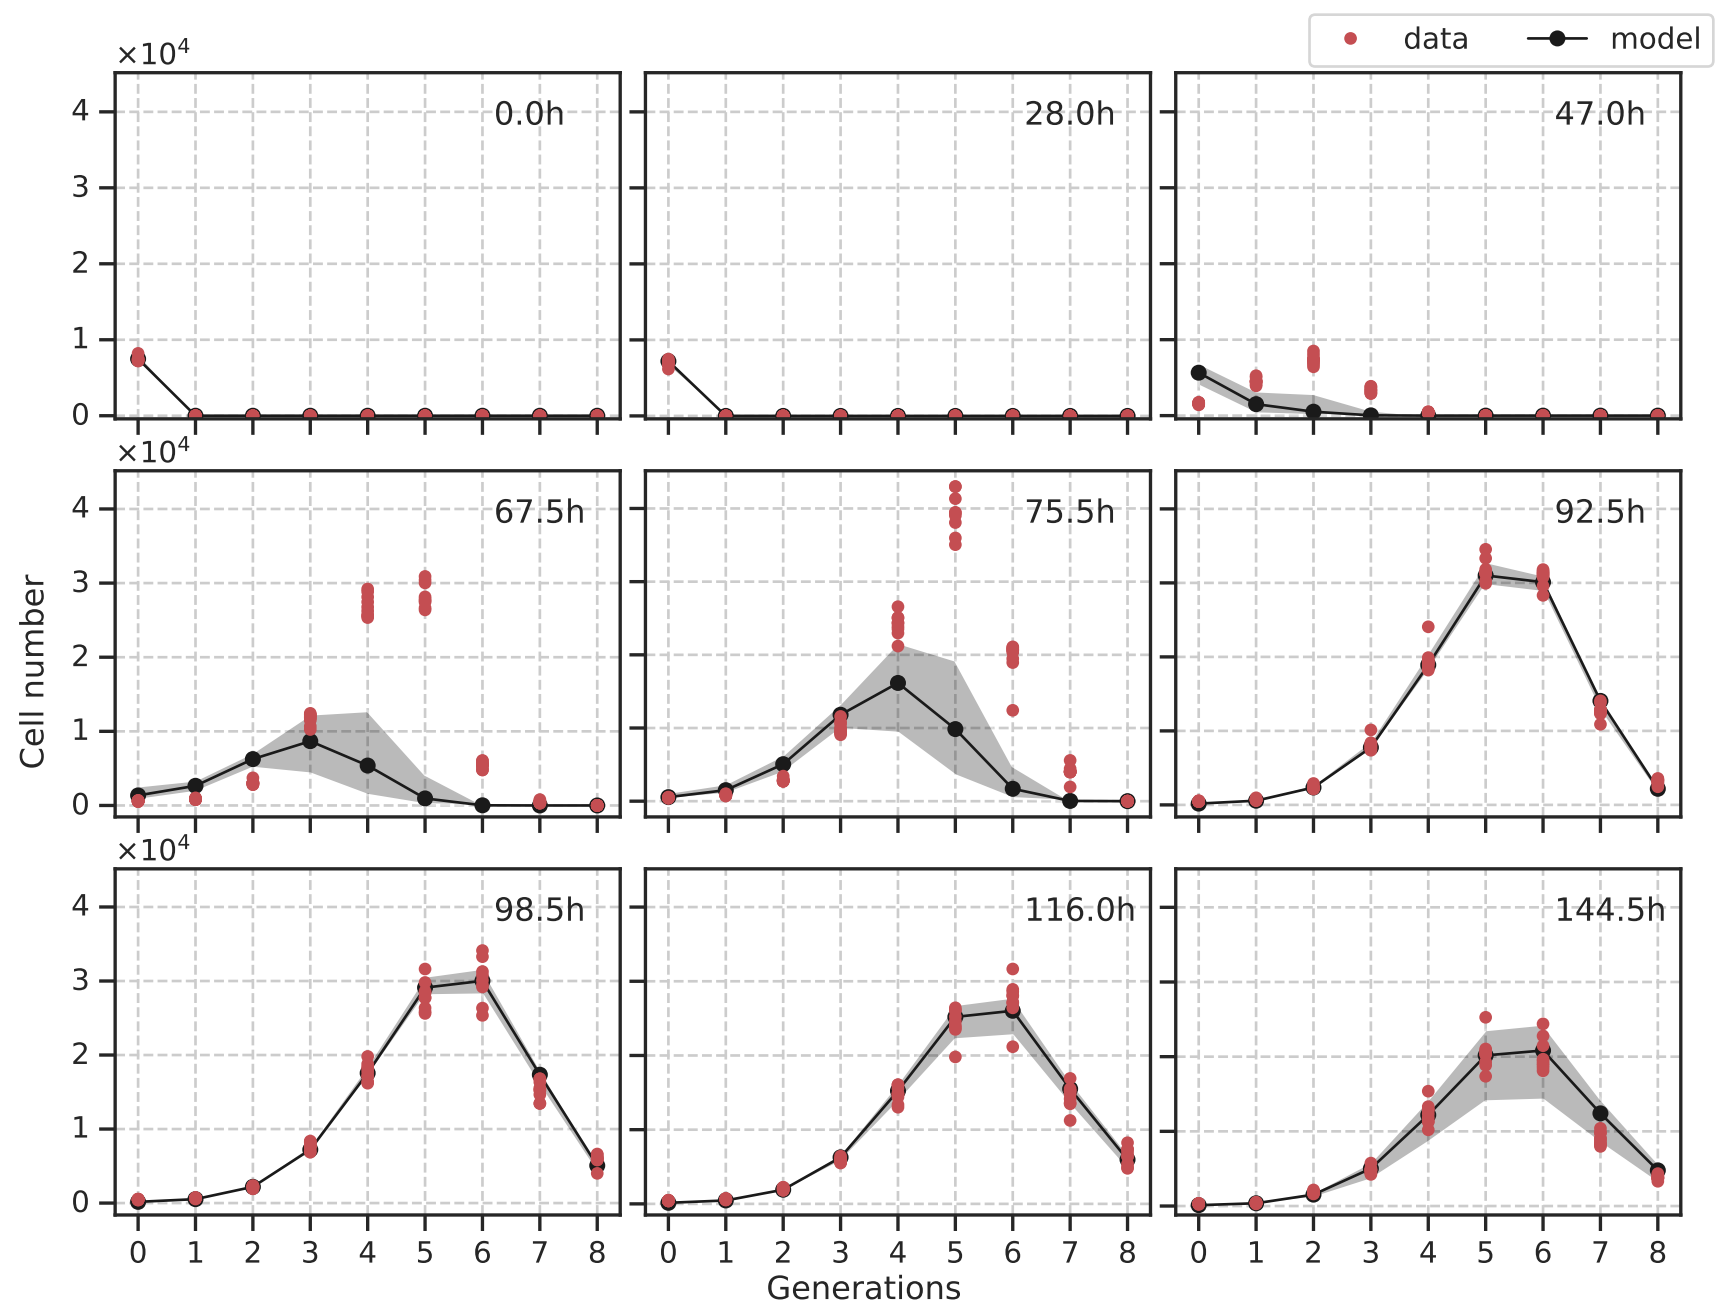 data model
×10⁴
4 0.0h 28.0h 47.0h
3
2
1
0
×10⁴
4 67.5h 75.5h 92.5h
3
2
1
0
Cell number
×10⁴
4 98.5h 116.0h 144.5h
3
2
1
0
0 1 2 3 4 5 6 7 8 0 1 2 3 4 5 6 7 8 0 1 2 3 4 5 6 7 8
Generations